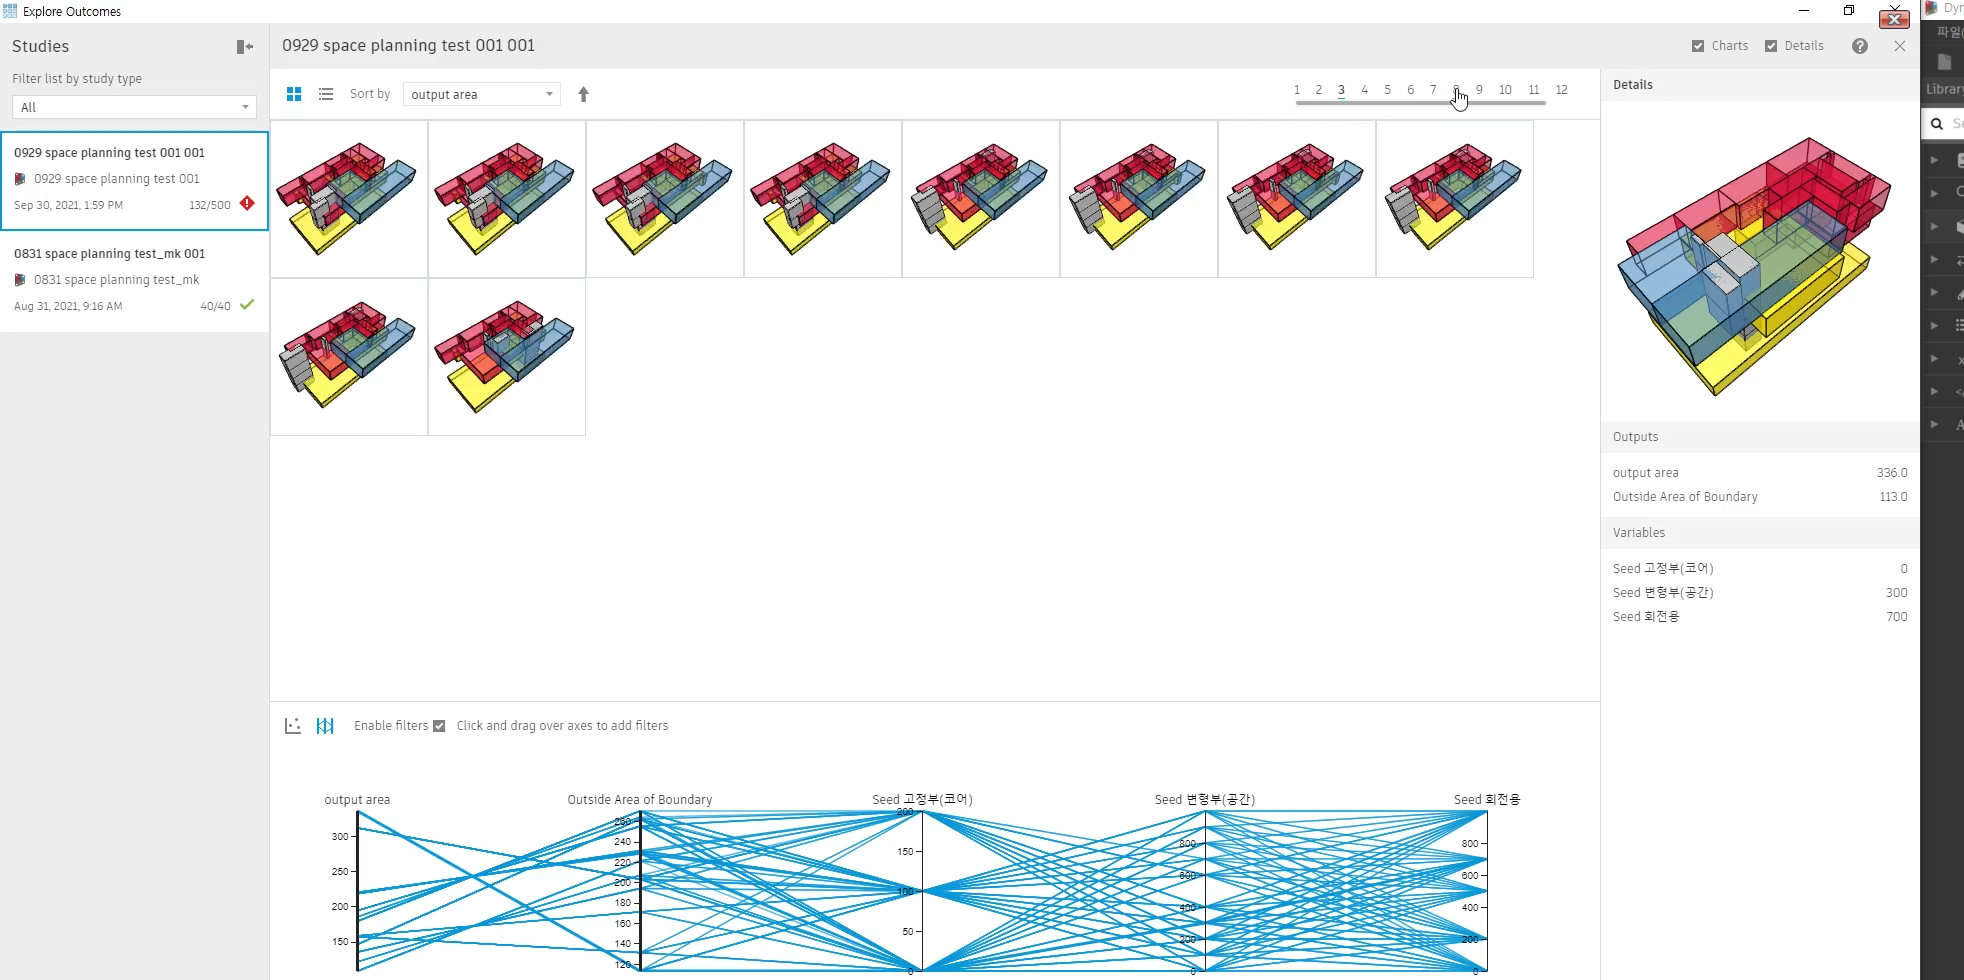 Explore Outcomes
Studies
Filter list by study type
All
0929 space planning test 001 001
0929 space planning test 001
Sep 30, 2021, 1:59 PM 132/500
0831 space planning test_mk 001
0831 space planning test_mk
Aug 31, 2021, 9:16 AM 40/40
0929 space planning test 001 001
Charts Details
Sort by output area
1 2 3 4 5 6 7 8 9 10 11 12
Details
Outputs
output area 336.0
Outside Area of Boundary 113.0
Variables
Seed 고정부(코어) 0
Seed 변형부(공간) 300
Seed 회전용 700
Enable filters Click and drag over axes to add filters
output area
300
250
200
150
Outside Area of Boundary
260
240
220
200
180
160
140
120
Seed 고정부(코어)
200
150
100
50
0
Seed 변형부(공간)
800
600
400
200
0
Seed 회전용
800
600
400
200
0
파일(
Library